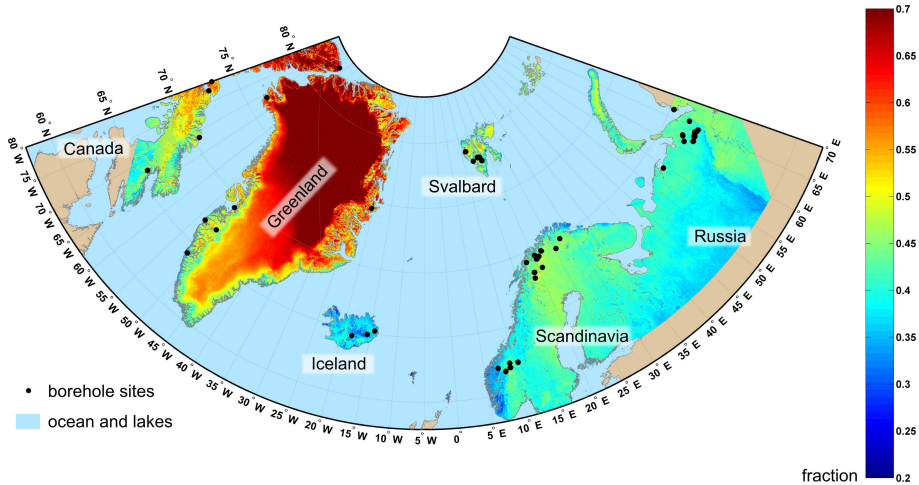 80 °N
75 °N
70 °N
65 °N
60 °N
80 °W
75 °W
70 °W
65 °W
60 °W
55 °W
50 °W
45 °W
40 °W
35 °W
30 °W
25 °W
20 °W
15 °W
10 °W
5 °W
0 °
5 °E
10 °E
15 °E
20 °E
25 °E
30 °E
35 °E
40 °E
45 °E
50 °E
55 °E
60 °E
65 °E
70 °E
Canada
Greenland
Svalbard
Russia
Scandinavia
Iceland
borehole sites
ocean and lakes
0.7
0.65
0.6
0.55
0.5
0.45
0.4
0.35
0.3
0.25
0.2
fraction